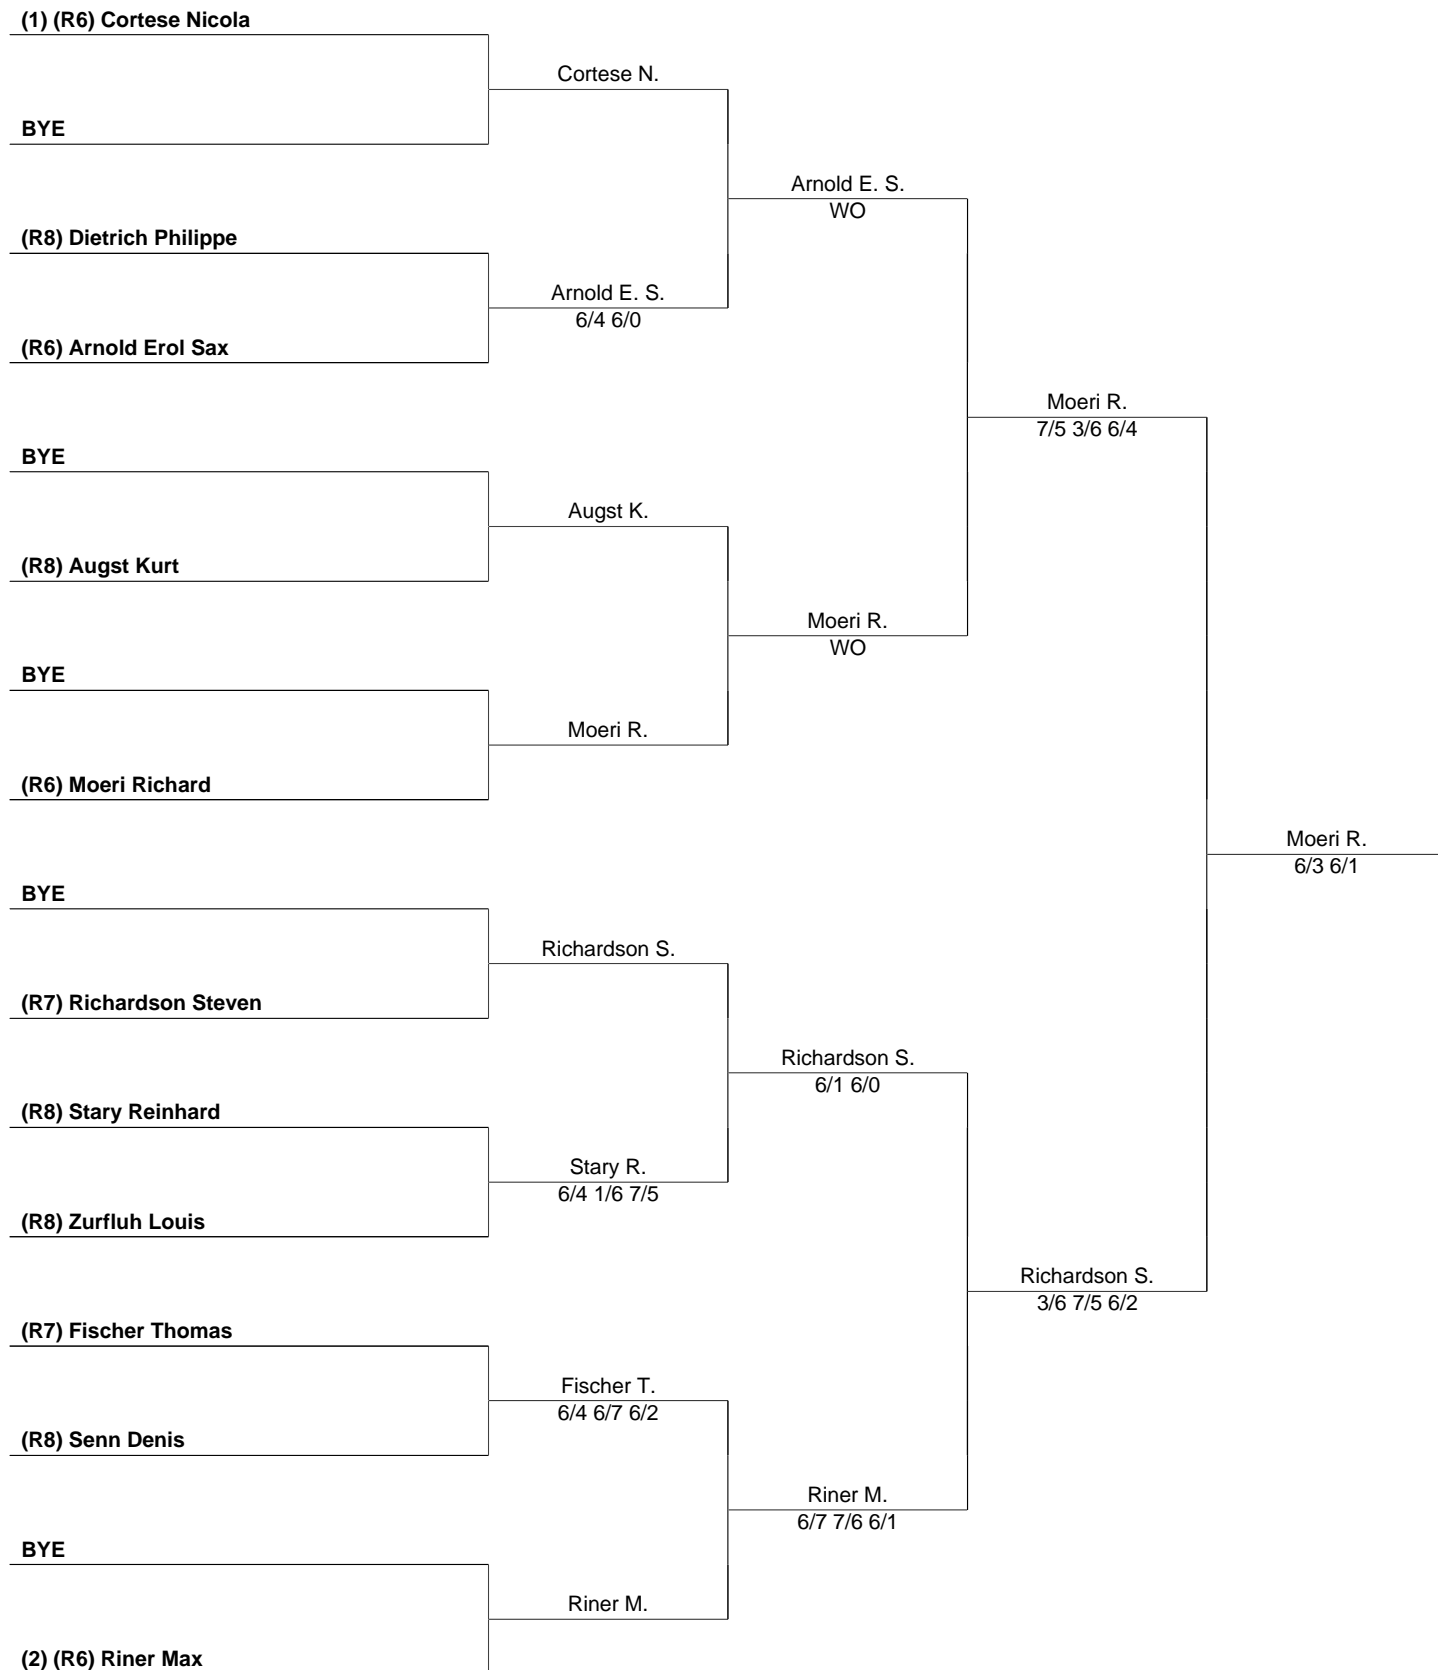 (1) (R6) Cortese Nicola
Cortese N.
BYE
Arnold E. S.
WO
(R8) Dietrich Philippe
Arnold E. S.
6/4 6/0
(R6) Arnold Erol Sax
Moeri R.
7/5 3/6 6/4
BYE
Augst K.
(R8) Augst Kurt
Moeri R.
WO
BYE
Moeri R.
(R6) Moeri Richard
Moeri R.
6/3 6/1
BYE
Richardson S.
(R7) Richardson Steven
Richardson S.
6/1 6/0
(R8) Stary Reinhard
Stary R.
6/4 1/6 7/5
(R8) Zurfluh Louis
Richardson S.
3/6 7/5 6/2
(R7) Fischer Thomas
Fischer T.
6/4 6/7 6/2
(R8) Senn Denis
Riner M.
6/7 7/6 6/1
BYE
Riner M.
(2) (R6) Riner Max